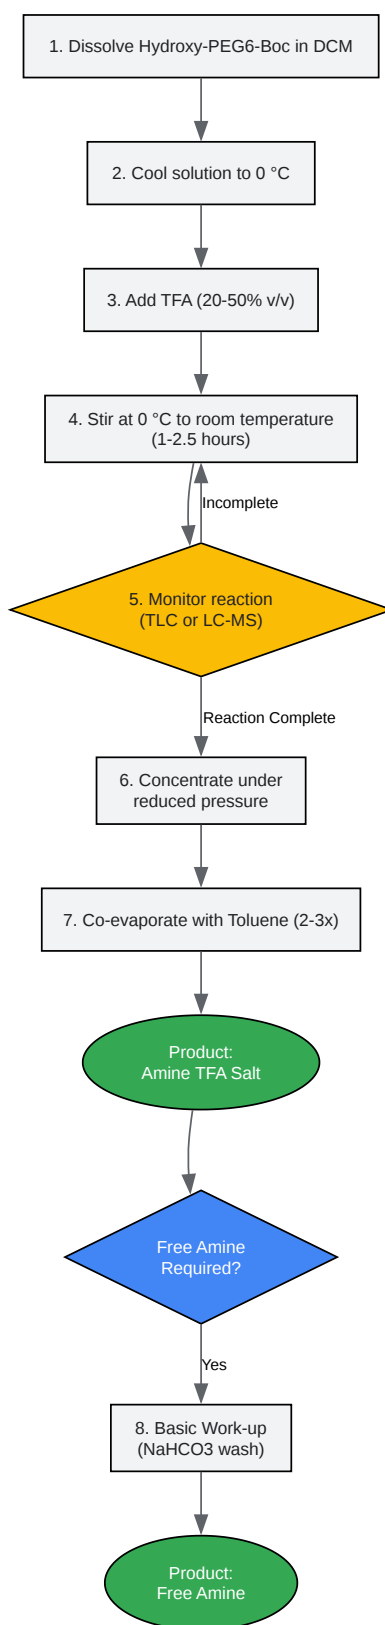 1. Dissolve Hydroxy-PEG6-Boc in DCM
2. Cool solution to 0 °C
3. Add TFA (20-50% v/v)
4. Stir at 0 °C to room temperature
(1-2.5 hours)
Incomplete
5. Monitor reaction
(TLC or LC-MS)
Reaction Complete
6. Concentrate under
reduced pressure
7. Co-evaporate with Toluene (2-3x)
Product:
Amine TFA Salt
Free Amine
Required?
Yes
8. Basic Work-up
(NaHCO3 wash)
Product:
Free Amine